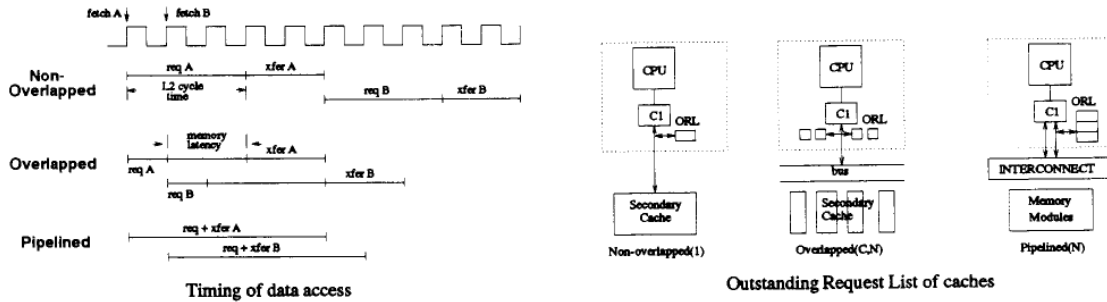 fetch A
fetch B
Non-
Overlapped
req A
xfer A
L2 cycle
time
req B
xfer B
Overlapped
memory
latency
xfer A
req A
xfer B
req B
Pipelined
req + xfer A
req + xfer B
Timing of data access
CPU
C1
ORL
Secondary
Cache
Non-overlapped(1)
CPU
C1
ORL
bus
Secondary
Cache
Overlapped(C,N)
CPU
C1
ORL
INTERCONNECT
Memory
Modules
Pipelined(N)
Outstanding Request List of caches